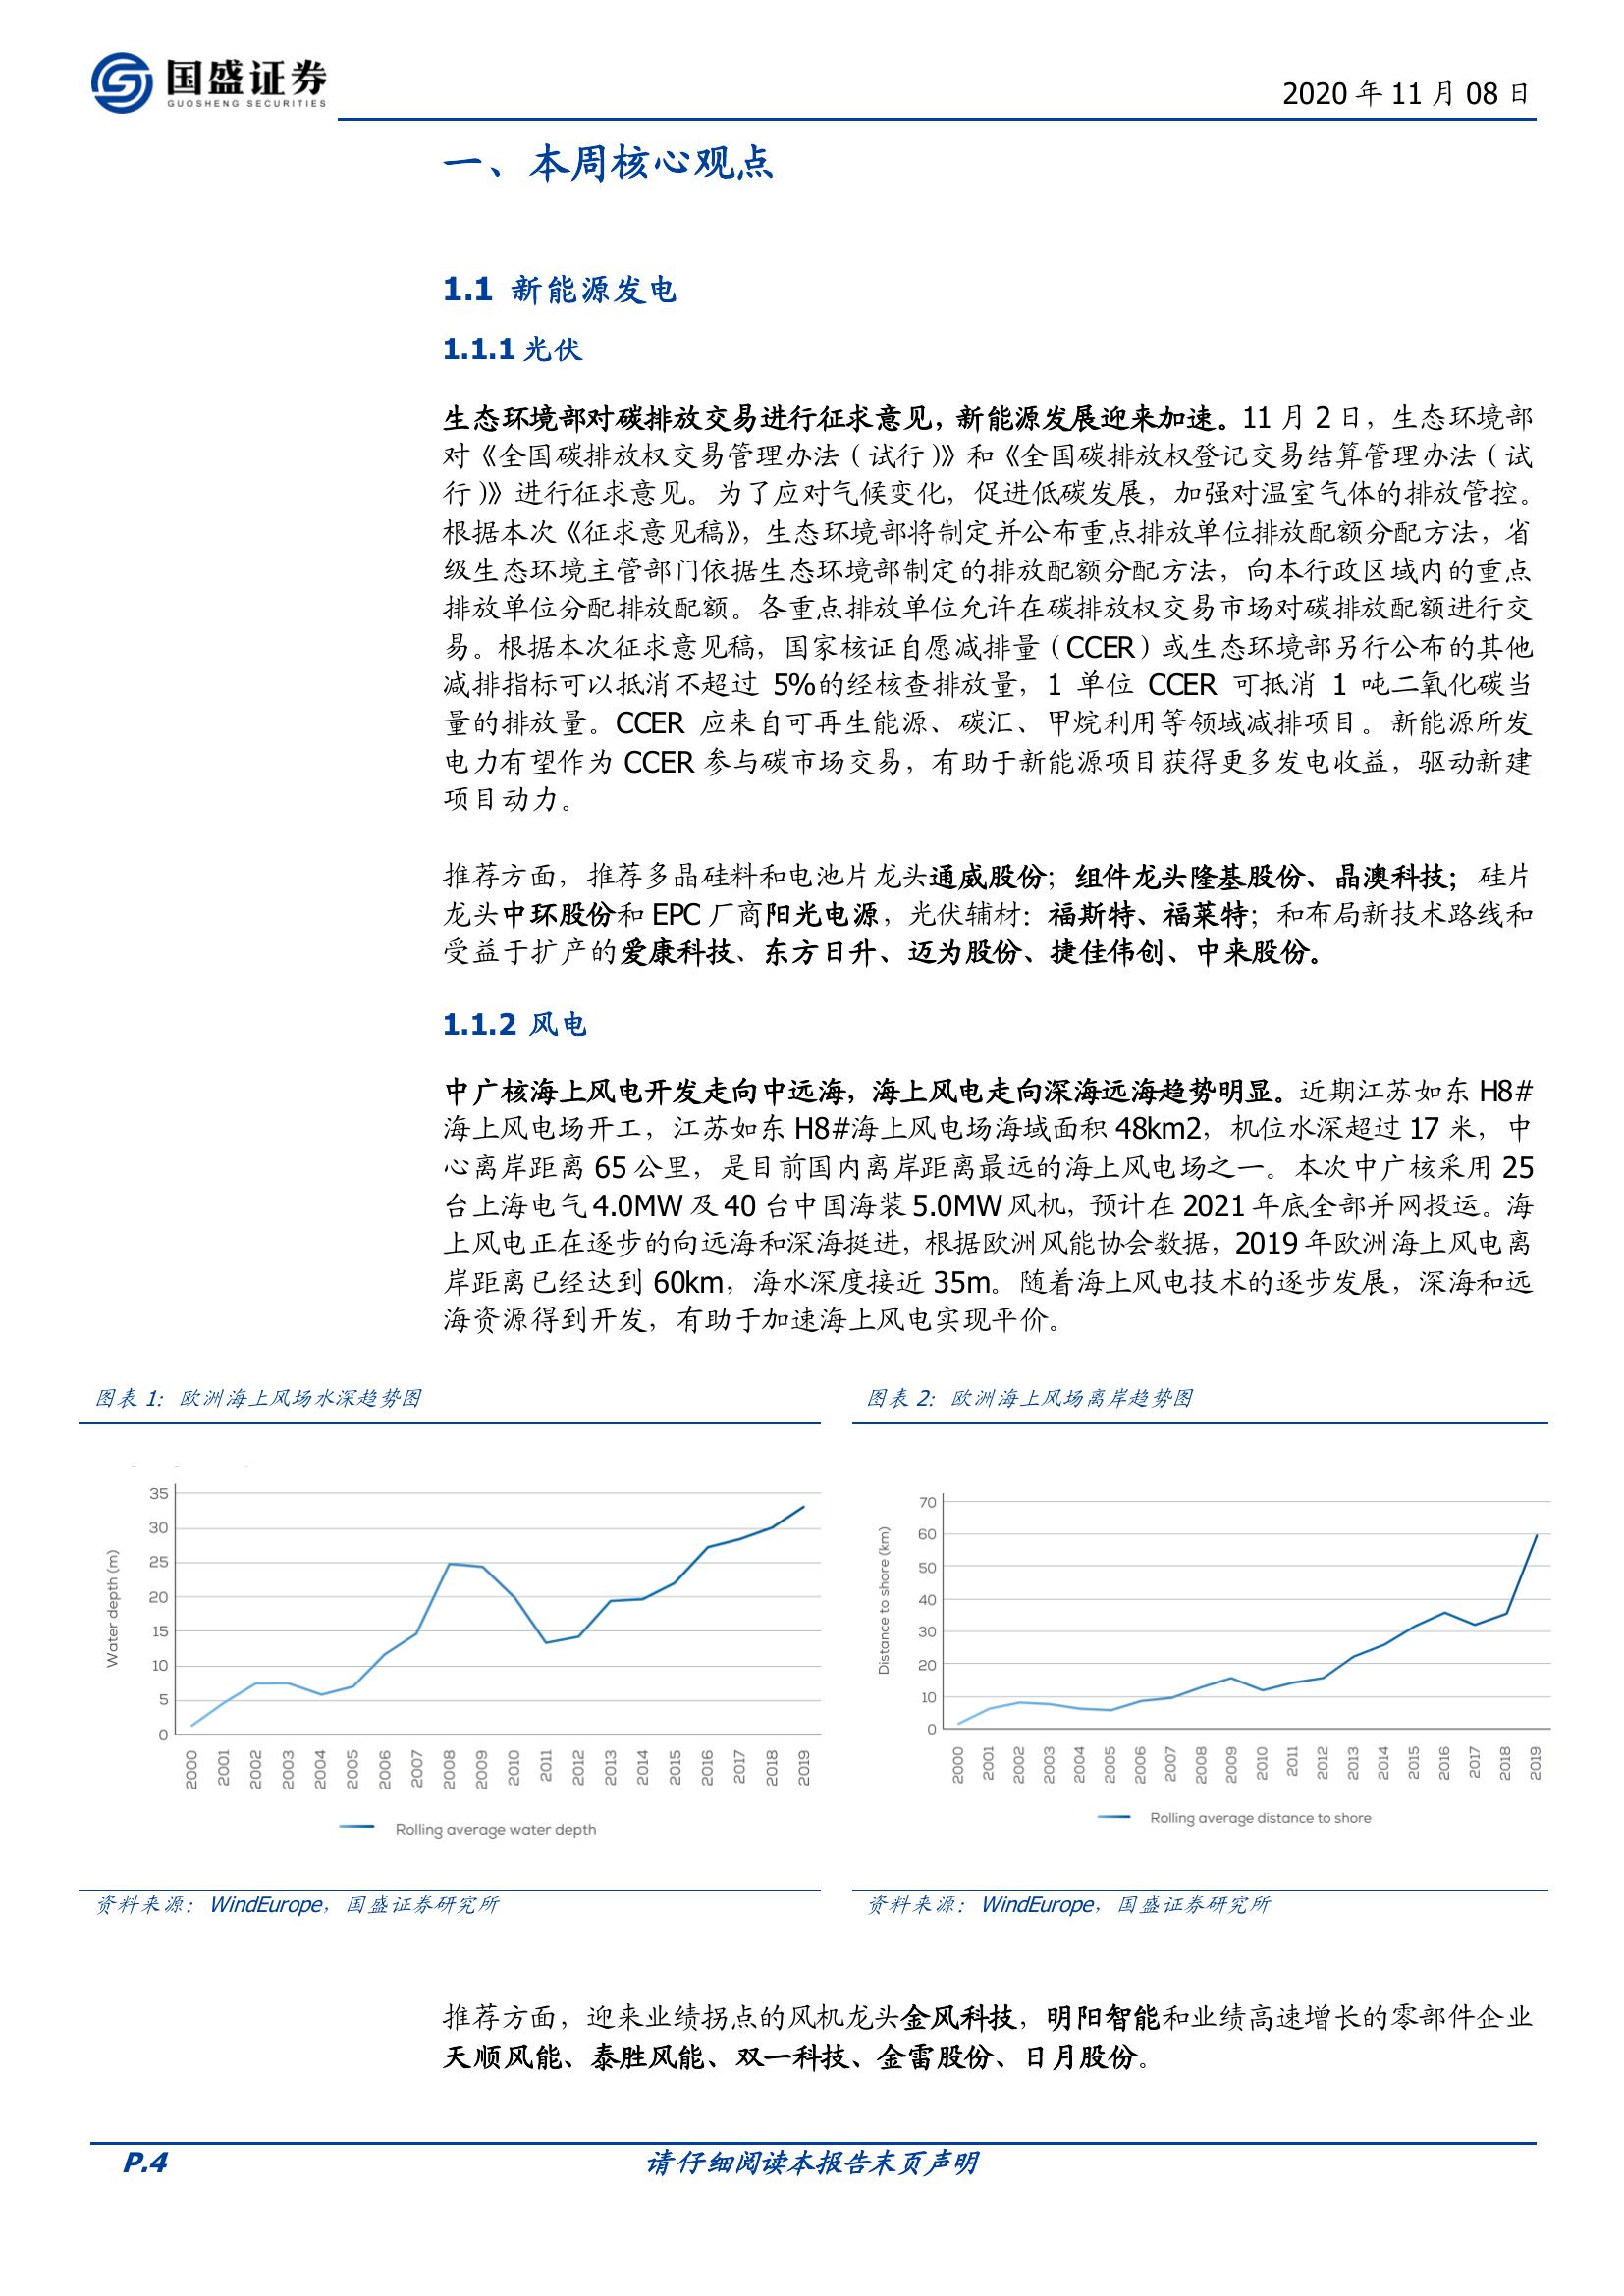 国盛证券
GUOSHENG SECURITIES
2020 年 11 月 08 日
一、本周核心观点
1.1 新能源发电
1.1.1 光伏
生态环境部对碳排放交易进行征求意见，新能源发展迎来加速。11 月 2 日，生态环境部
对《全国碳排放权交易管理办法（试行）》和《全国碳排放权登记交易结算管理办法（试
行）》进行征求意见。为了应对气候变化，促进低碳发展，加强对温室气体的排放管控。
根据本次《征求意见稿》，生态环境部将制定并公布重点排放单位排放配额分配方法，省
级生态环境主管部门依据生态环境部制定的排放配额分配方法，向本行政区域内的重点
排放单位分配排放配额。各重点排放单位允许在碳排放权交易市场对碳排放配额进行交
易。根据本次征求意见稿，国家核证自愿减排量（CCER）或生态环境部另行公布的其他
减排指标可以抵消不超过 5%的经核查排放量，1 单位 CCER 可抵消 1 吨二氧化碳当
量的排放量。CCER 应来自可再生能源、碳汇、甲烷利用等领域减排项目。新能源所发
电力有望作为 CCER 参与碳市场交易，有助于新能源项目获得更多发电收益，驱动新建
项目动力。
推荐方面，推荐多晶硅料和电池片龙头通威股份；组件龙头隆基股份、晶澳科技；硅片
龙头中环股份和 EPC 厂商阳光电源，光伏辅材：福斯特、福莱特；和布局新技术路线和
受益于扩产的爱康科技、东方日升、迈为股份、捷佳伟创、中来股份。
1.1.2 风电
中广核海上风电开发走向中远海，海上风电走向深海远海趋势明显。近期江苏如东 H8#
海上风电场开工，江苏如东 H8#海上风电场海域面积 48km2，机位水深超过 17 米，中
心离岸距离 65 公里，是目前国内离岸距离最远的海上风电场之一。本次中广核采用 25
台上海电气 4.0MW 及 40 台中国海装 5.0MW 风机，预计在 2021 年底全部并网投运。海
上风电正在逐步的向远海和深海挺进，根据欧洲风能协会数据，2019 年欧洲海上风电离
岸距离已经达到 60km，海水深度接近 35m。随着海上风电技术的逐步发展，深海和远
海资源得到开发，有助于加速海上风电实现平价。
图表 1：欧洲海上风场水深趋势图
Water depth (m)
35
30
25
20
15
10
5
0
2000 2001 2002 2003 2004 2005 2006 2007 2008 2009 2010 2011 2012 2013 2014 2015 2016 2017 2018 2019
Rolling average water depth
资料来源：WindEurope，国盛证券研究所
图表 2：欧洲海上风场离岸趋势图
Distance to shore (km)
70
60
50
40
30
20
10
0
2000 2001 2002 2003 2004 2005 2006 2007 2008 2009 2010 2011 2012 2013 2014 2015 2016 2017 2018 2019
Rolling average distance to shore
资料来源：WindEurope，国盛证券研究所
推荐方面，迎来业绩拐点的风机龙头金风科技，明阳智能和业绩高速增长的零部件企业
天顺风能、泰胜风能、双一科技、金雷股份、日月股份。
P.4
请仔细阅读本报告末页声明